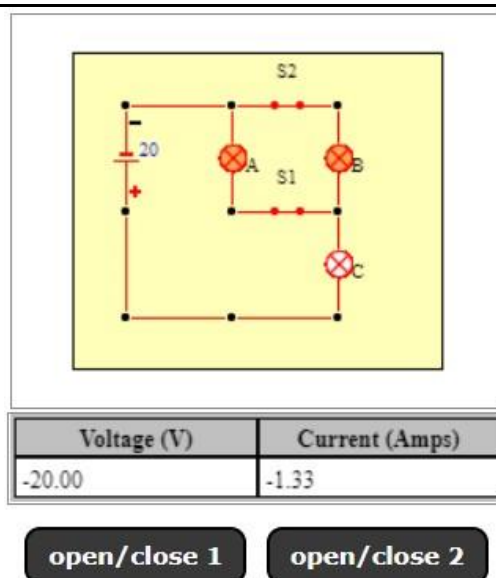 S2
−
20
A
B
S1
+
C
Voltage (V) Current (Amps)
-20.00 -1.33
open/close 1 open/close 2